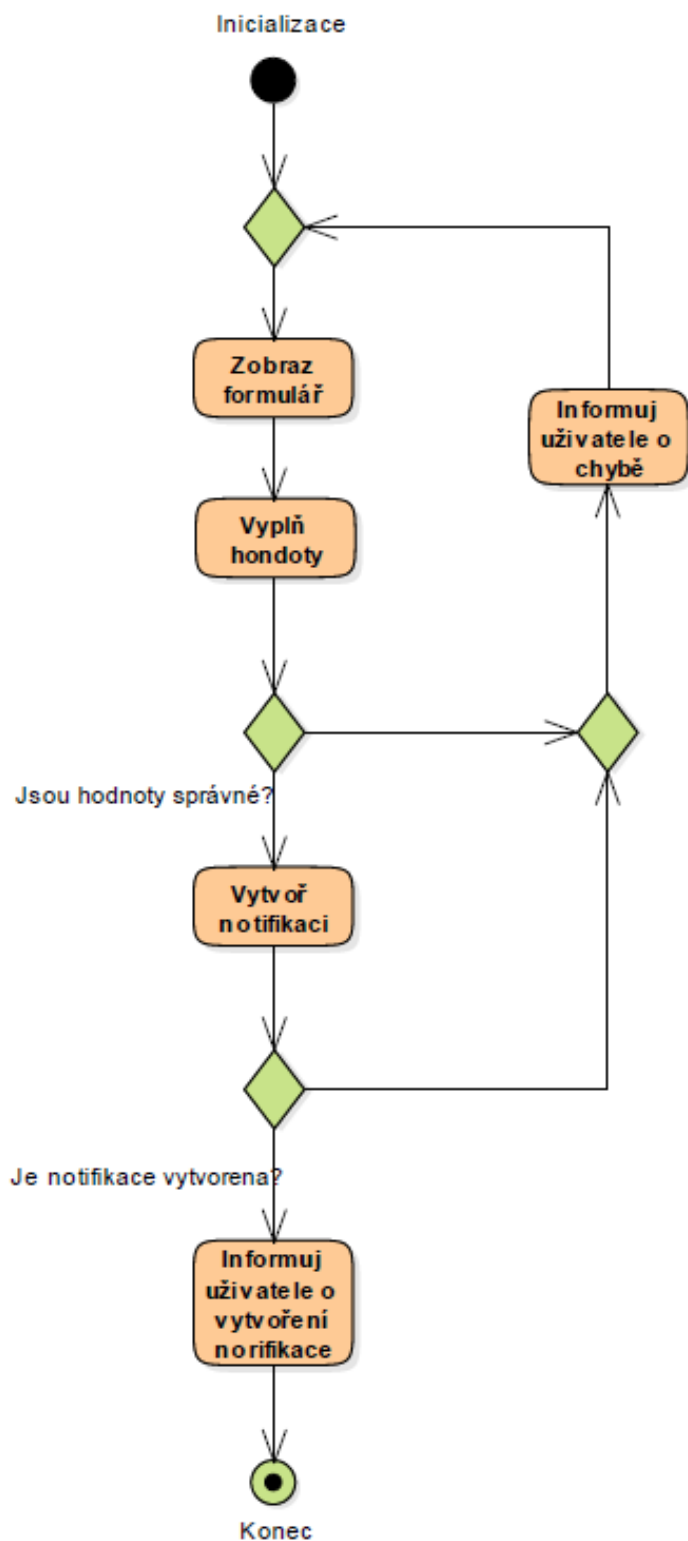 Inicializace
Zobraz
formulář
Informuj
uživatele o
chybě
Vyplň
hondoty
Jsou hodnoty správné?
Vytvoř
notifikaci
Je notifikace vytvorena?
Informuj
uživatele o
vytvoření
norifikace
Konec